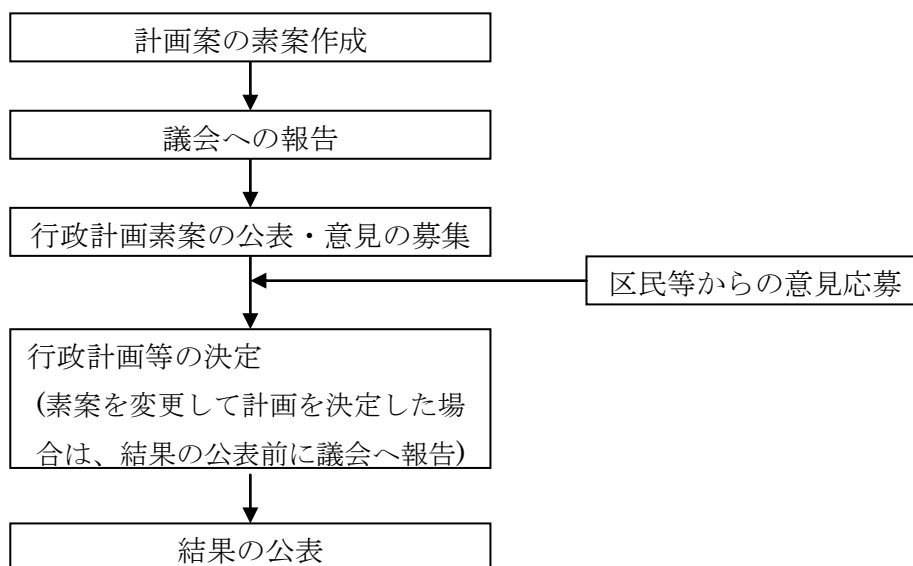 計画案の素案作成
議会への報告
行政計画素案の公表・意見の募集
区民等からの意見応募
行政計画等の決定
(素案を変更して計画を決定した場
合は、結果の公表前に議会へ報告)
結果の公表